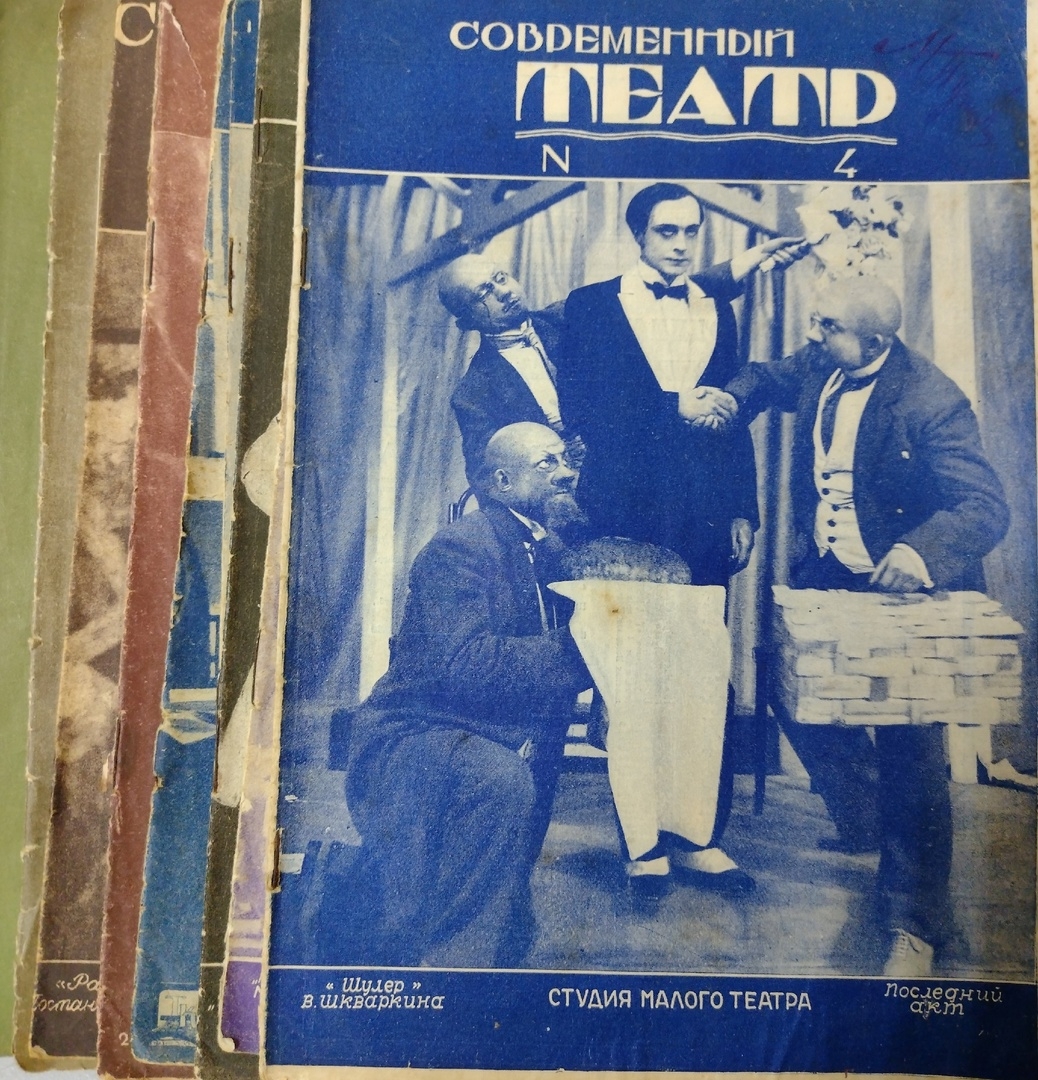 СОВРЕМЕННЫЙ
ТЕАТР
N 4
« Шулер »
В. Шкваркина
СТУДИЯ МАЛОГО ТЕАТРА
Последний
акт
С